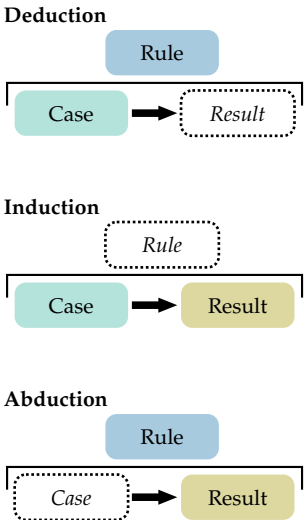 Deduction
Rule
Case Result
Induction
Rule
Case Result
Abduction
Rule
Case Result